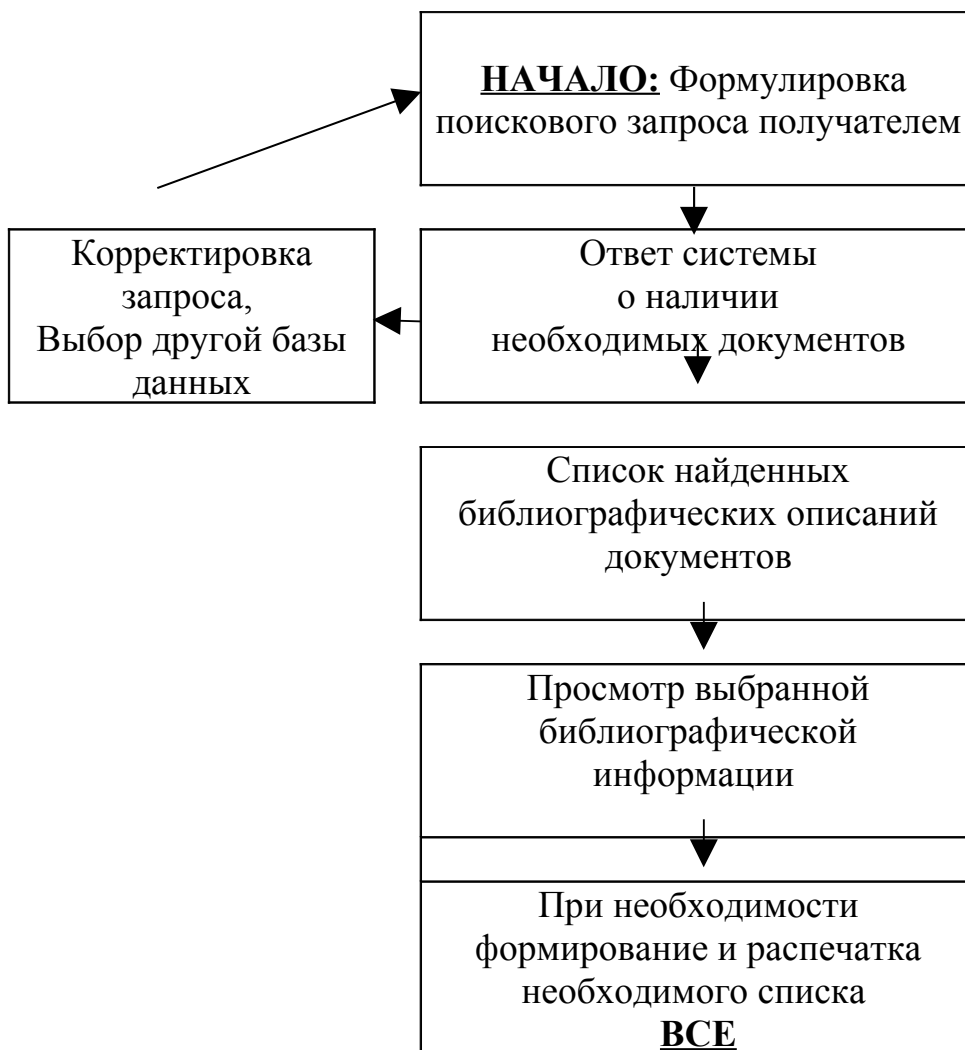 НАЧАЛО: Формулировка
поискового запроса получателем
Корректировка
запроса,
Выбор другой базы
данных
Ответ системы
о наличии
необходимых документов
Список найденных
библиографических описаний
документов
Просмотр выбранной
библиографической
информации
При необходимости
формирование и распечатка
необходимого списка
ВСЕ